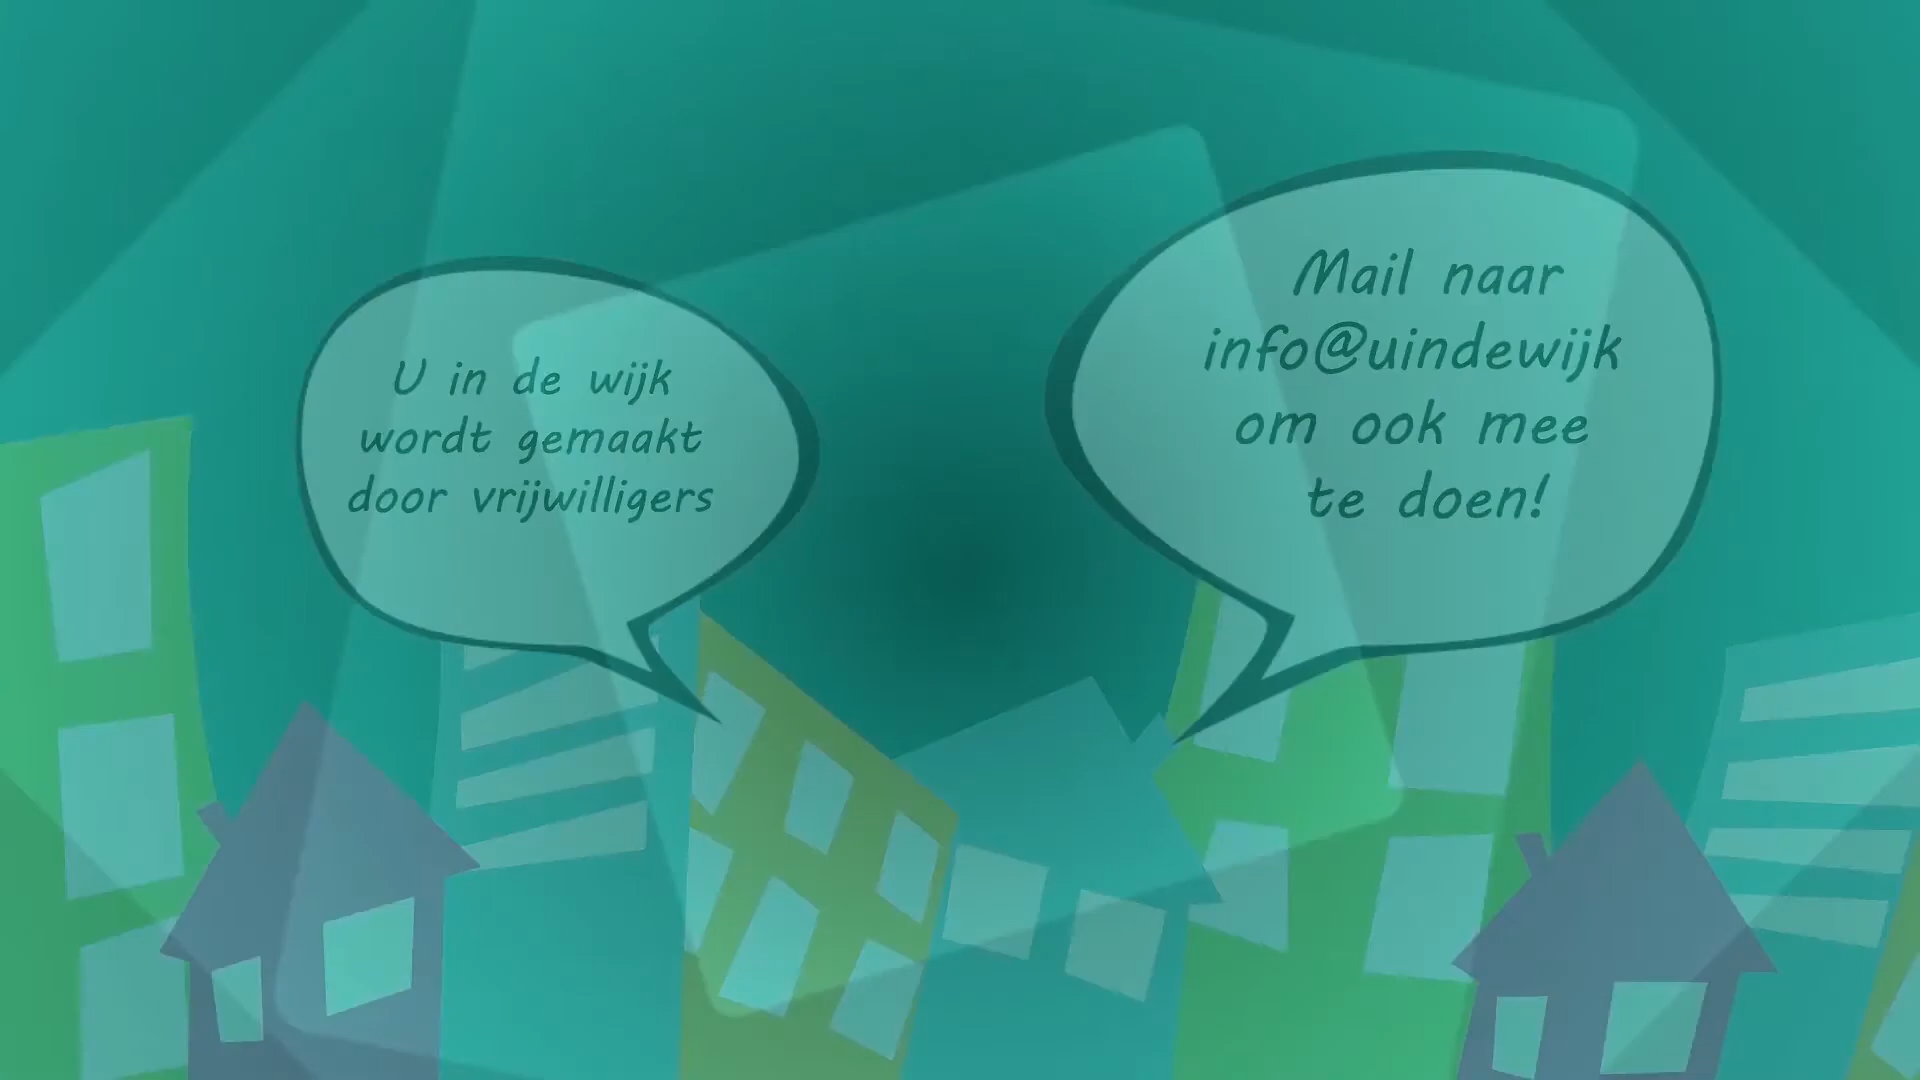 U in de wijk
wordt gemaakt
door vrijwilligers
Mail naar
info@uindewijk
om ook mee
te doen!